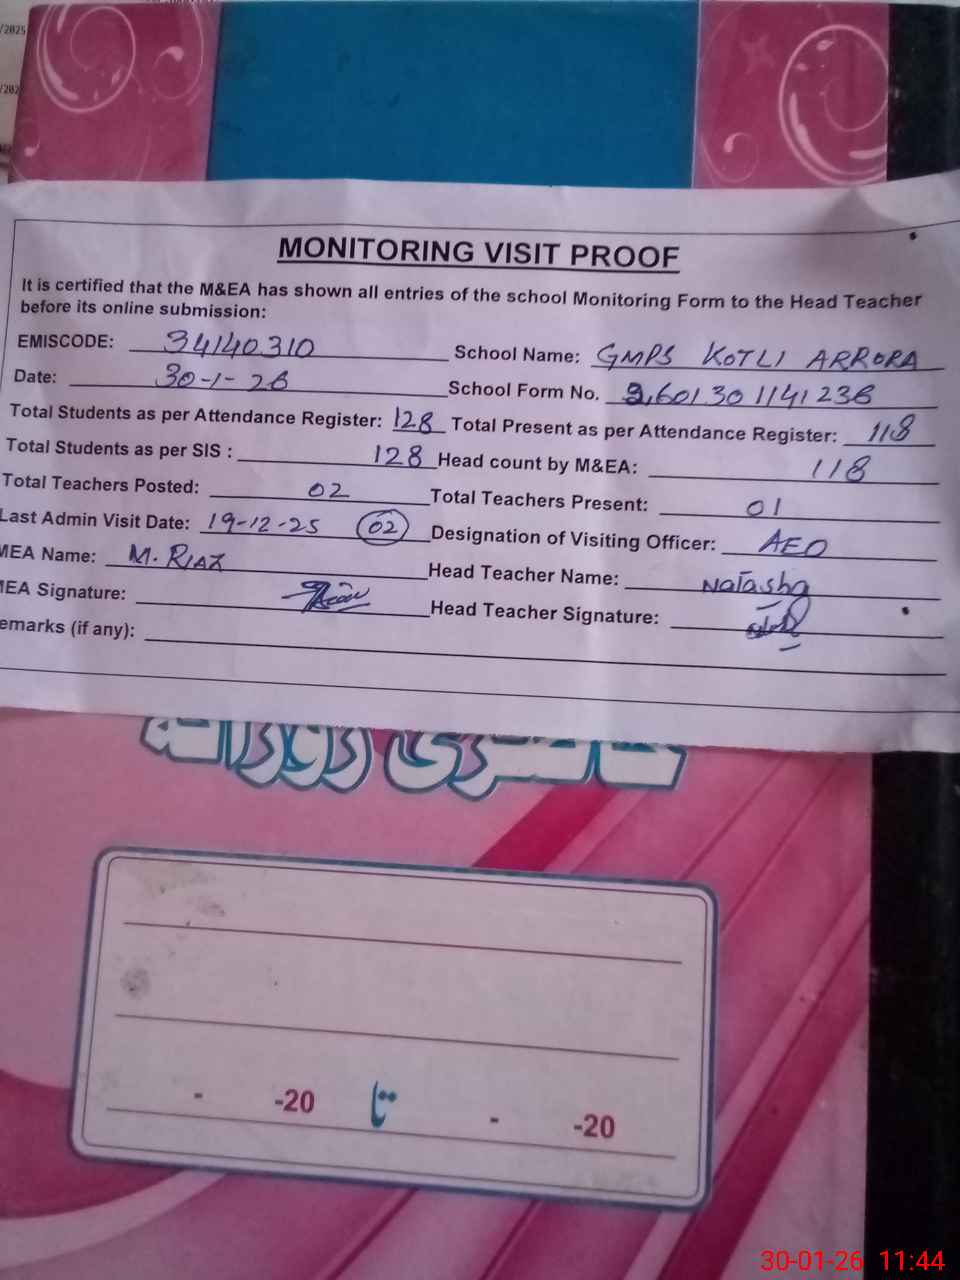 /2025
/202
MONITORING VISIT PROOF
It is certified that the M&EA has shown all entries of the school Monitoring Form to the Head Teacher
before its online submission:
EMISCODE: 34140310 School Name: GMPS KOTLI ARRORA
Date: 30-1-26 School Form No. 2601301141236
Total Students as per Attendance Register: 128 Total Present as per Attendance Register: 118
Total Students as per SIS : 128 Head count by M&EA: 118
Total Teachers Posted: 02 Total Teachers Present: 01
Last Admin Visit Date: 19-12-25 02 Designation of Visiting Officer: AEO
MEA Name: M. RIAZ Head Teacher Name: Natasha
MEA Signature: Head Teacher Signature:
emarks (if any):
حاضری روزانہ
- -20 تا - -20
30-01-26 11:44